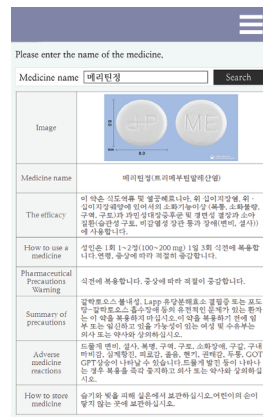 Please enter the name of the medicine.
Medicine name 메리틴정 Search
Image
JF ME
8.0
Medicine name 메리틴정(트리메부틴말레산염)
The efficacy
이 약은 식도역류 및 열공헤르니아, 위 십이지장염, 위·
십이지장궤양에 있어서의 소화기능이상 (복통, 소화불량,
구역, 구토)과 과민성대장증후군 및 경련성 결장과 소아
질환(습관성 구토, 비감염성 장관 통과 장애(변비, 설사))
에 사용합니다.
How to use a
medicine
성인은 1회 1~2정(100~200 mg) 1일 3회 식전에 복용합
니다.연령, 증상에 따라 적절히 증감합니다.
Pharmaceutical
Precautions
Warning
식전에 복용합니다. 증상에 따라 적절이 증감합니다.
Summary of
precautions
갈락토오스 불내성, Lapp 유당분해효소 결핍증 또는 포도
당-갈락토오스 흡수장애 등의 유전적인 문제가 있는 환자
는 이 약을 복용하지 마십시오.이 약을 복용하기 전에 임
부 또는 임신하고 있을 가능성이 있는 여성 및 수유부는
의사 또는 약사와 상의하십시오.
Adverse
medicine
reactions
드물게 변비, 설사, 복명, 구역, 구토, 소화장애, 구갈, 구내
마비감, 심계항진, 피로감, 졸음, 현기, 권태감, 두통, GOT
GPT상승이 나타날 수 있습니다.드물게 발진 등이 나타나
는 경우 복용을 즉각 중지하고 의사 또는 약사와 상의하십
시오.
How to store
medicine
습기와 빛을 피해 실온에서 보관하십시오.어린이의 손이
닿지 않는 곳에 보관하십시오.